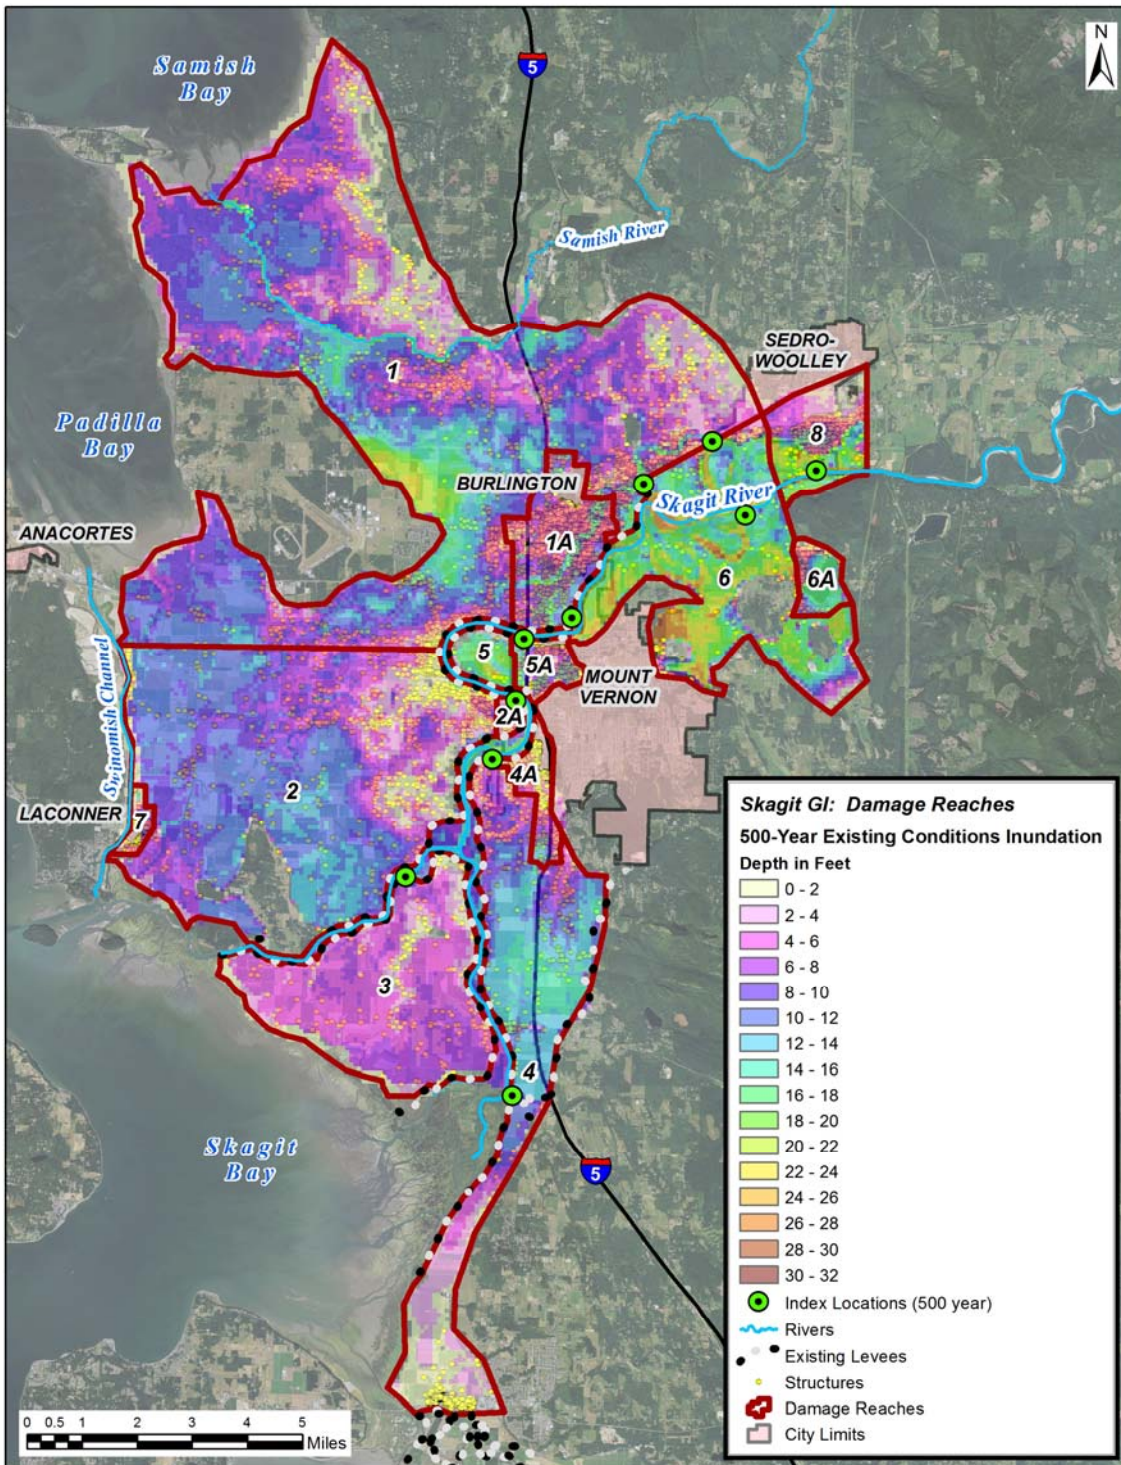 Samish
Bay
N
5
Samish River
SEDRO-
WOOLLEY
1
8
Padilla
Bay
BURLINGTON
Skagit River
ANACORTES
1A
6
6A
Swinomish Channel
5
5A
MOUNT
VERNON
2A
2
4A
LACONNER
7
3
4
Skagit
Bay
5
Skagit GI: Damage Reaches
500-Year Existing Conditions Inundation
Depth in Feet
0 - 2
2 - 4
4 - 6
6 - 8
8 - 10
10 - 12
12 - 14
14 - 16
16 - 18
18 - 20
20 - 22
22 - 24
24 - 26
26 - 28
28 - 30
30 - 32
Index Locations (500 year)
Rivers
Existing Levees
Structures
Damage Reaches
City Limits
0 0.5 1 2 3 4 5
Miles